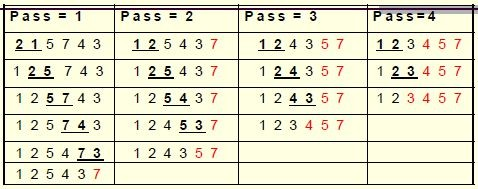 Pass = 1 Pass = 2 Pass = 3 Pass=4
2 1 5 7 4 3 1 2 5 4 3 7 1 2 4 3 5 7 1 2 3 4 5 7
1 2 5 7 4 3 1 2 5 4 3 7 1 2 4 3 5 7 1 2 3 4 5 7
1 2 5 7 4 3 1 2 5 4 3 7 1 2 4 3 5 7 1 2 3 4 5 7
1 2 5 7 4 3 1 2 4 5 3 7 1 2 3 4 5 7
1 2 5 4 7 3 1 2 4 3 5 7
1 2 5 4 3 7